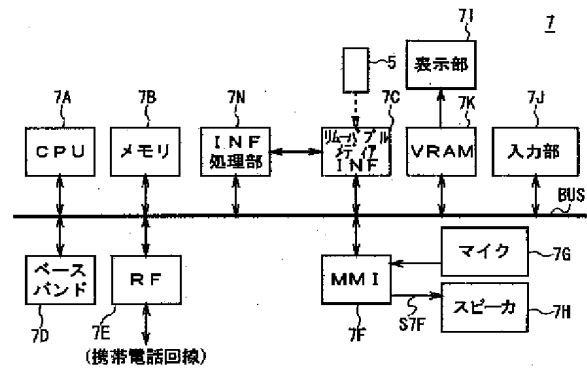 7
7I
5
表示部
7A
7B
7N
7C
7K
7J
CPU
メモリ
INF
処理部
リムーバブル
メディア
INF
VRAM
入力部
BUS
ベース
バンド
RF
MMI
マイク
7G
スピーカ
7H
7D
7E
7F
S7F
(携帯電話回線)